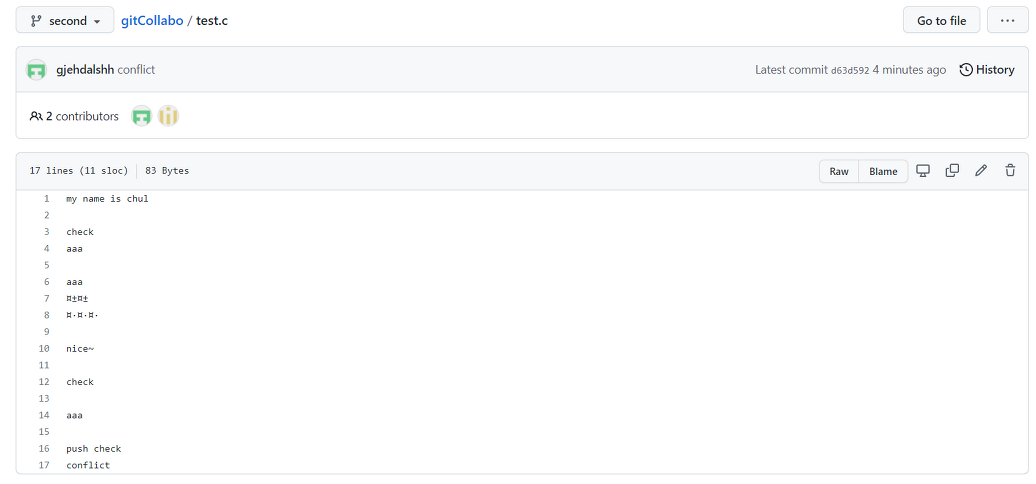 second gitCollabo / test.c Go to file ...
gjehdalshh conflict Latest commit d63d592 4 minutes ago History
2 contributors
17 lines (11 sloc) 83 Bytes Raw Blame
1 my name is chul
2
3 check
4 aaa
5
6 aaa
7 ¤±¤±
8 ¤·¤·¤·
9
10 nice~
11
12 check
13
14 aaa
15
16 push check
17 conflict